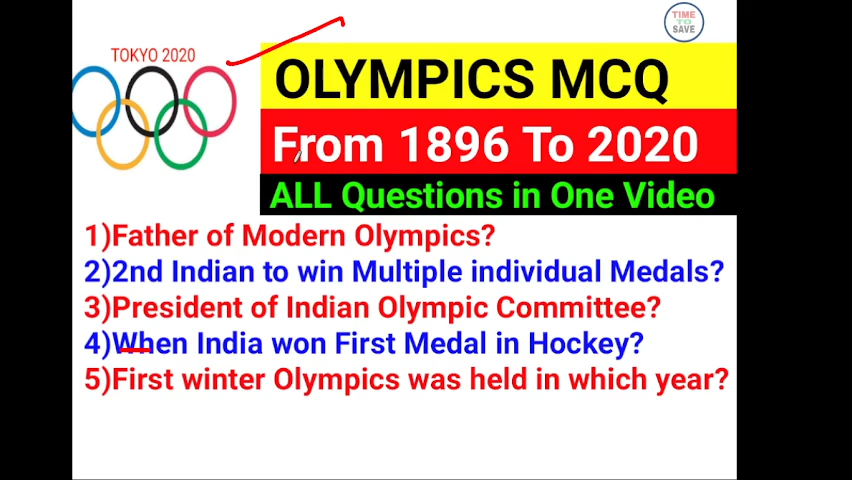 TIME
TO
SAVE
TOKYO 2020
OLYMPICS MCQ
From 1896 To 2020
ALL Questions in One Video
1)Father of Modern Olympics?
2)2nd Indian to win Multiple individual Medals?
3)President of Indian Olympic Committee?
4)When India won First Medal in Hockey?
5)First winter Olympics was held in which year?